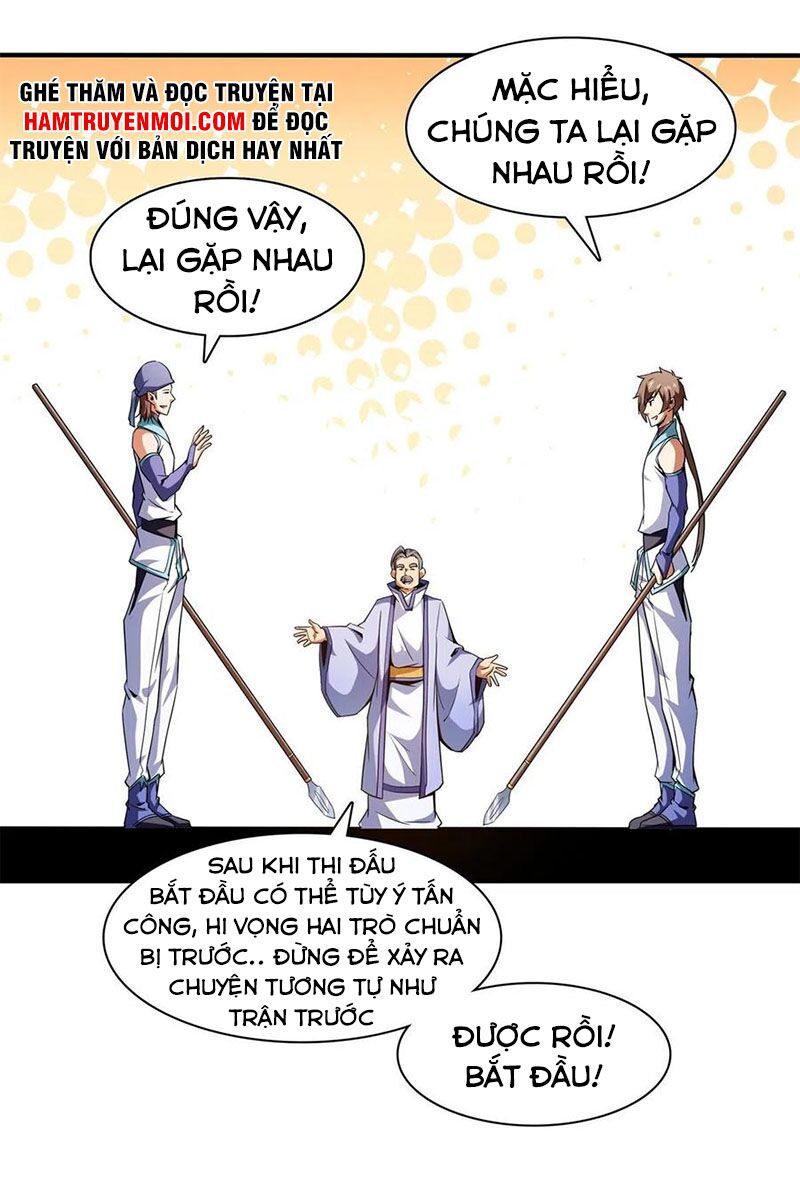 GHÉ THĂM VÀ ĐỌC TRUYỆN TẠI
HAMTRUYENMOI.COM ĐỂ ĐỌC
TRUYỆN VỚI BẢN DỊCH HAY NHẤT
MẶC HIỂU,
CHÚNG TA LẠI GẶP
NHAU RỒI!
ĐÚNG VẬY,
LẠI GẶP NHAU
RỒI!
SAU KHI THI ĐẤU
BẮT ĐẦU CÓ THỂ TÙY Ý TẤN
CÔNG, HI VỌNG HAI TRÒ CHUẨN
BỊ TRƯỚC.. ĐỪNG ĐỂ XẢY RA
CHUYỆN TƯƠNG TỰ NHƯ
TRẬN TRƯỚC
ĐƯỢC RỒI!
BẮT ĐẦU!